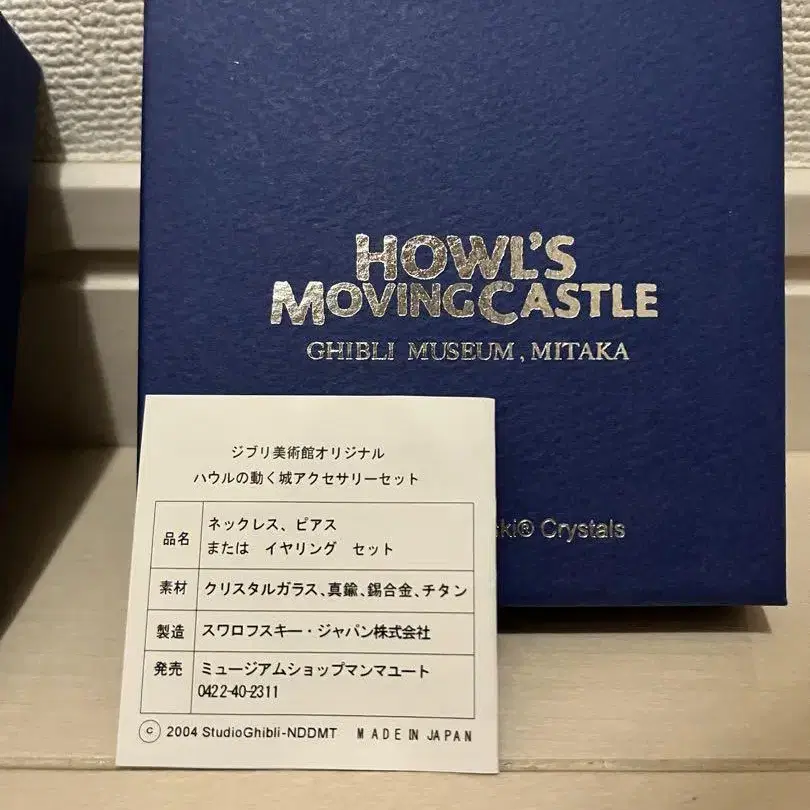 HOWL'S
MOVING CASTLE
GHIBLI MUSEUM, MITAKA
Crystals
ジブリ美術館オリジナル
ハウルの動く城アクセサリーセット
品名 ネックレス、ピアス
または イヤリング セット
素材 クリスタルガラス、真鍮、錫合金、チタン
製造 スワロフスキー・ジャパン株式会社
発売 ミュージアムショップマンマユート
0422-40-2311
© 2004 StudioGhibli-NDDMT MADE IN JAPAN